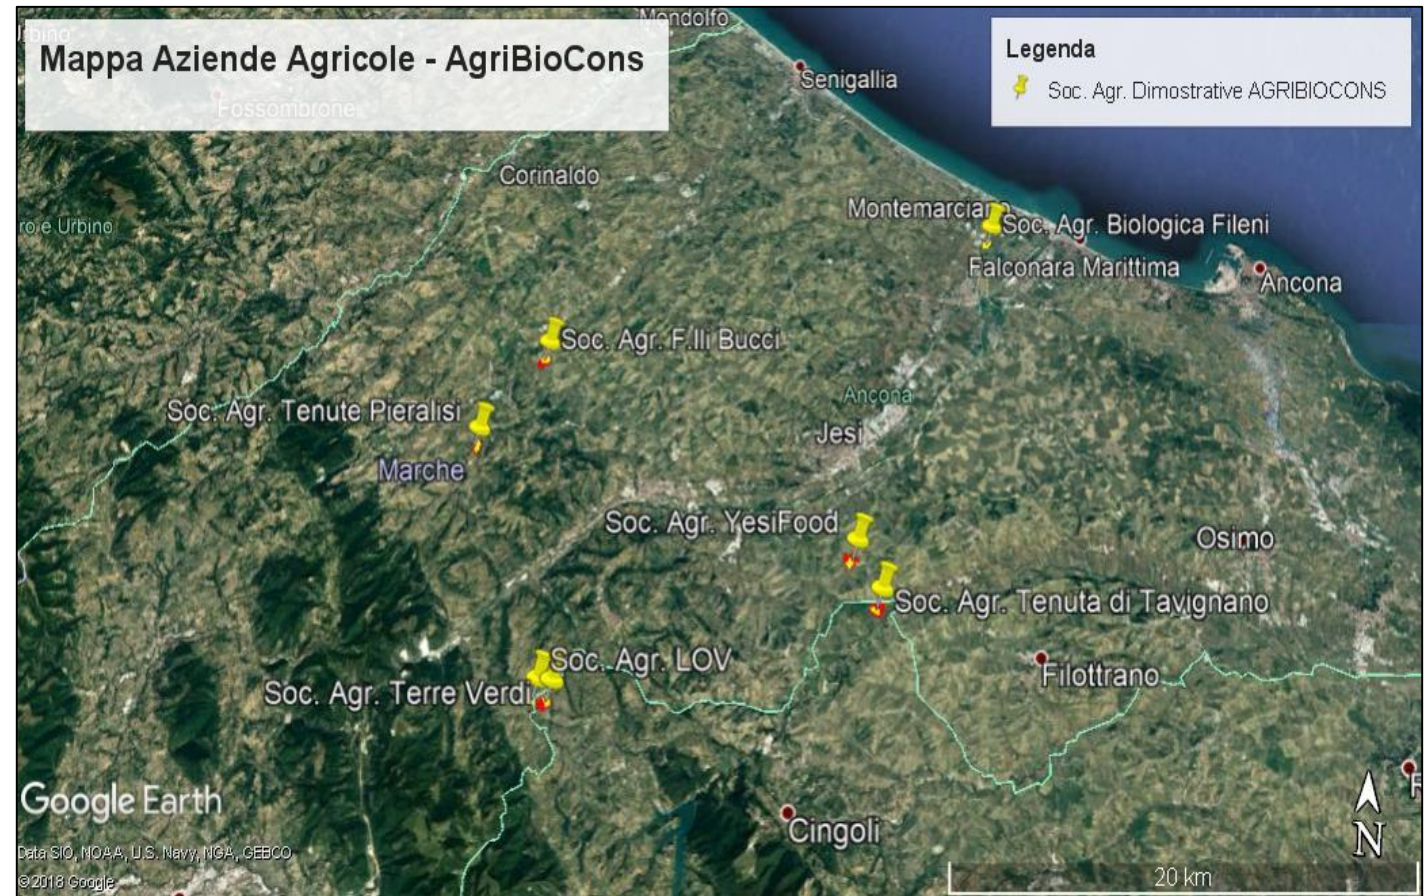 Mondolfo
Urbino
Mappa Aziende Agricole - AgriBioCons
Fossombrone
Legenda
Soc. Agr. Dimostrative AGRIBIOCONS
Senigallia
Corinaldo
ro e Urbino
Montemarciano
Soc. Agr. Biologica Fileni
Falconara Marittima
Ancona
Soc. Agr. F.lli Bucci
Ancona
Soc. Agr. Tenute Pieralisi
Jesi
Marche
Soc. Agr. YesiFood
Osimo
Soc. Agr. Tenuta di Tavignano
Soc. Agr. LOV
Filottrano
Soc. Agr. Terre Verdi
Google Earth
Cingoli
N
Data SIO, NOAA, U.S. Navy, NGA, GEBCO
© 2018 Google
20 km